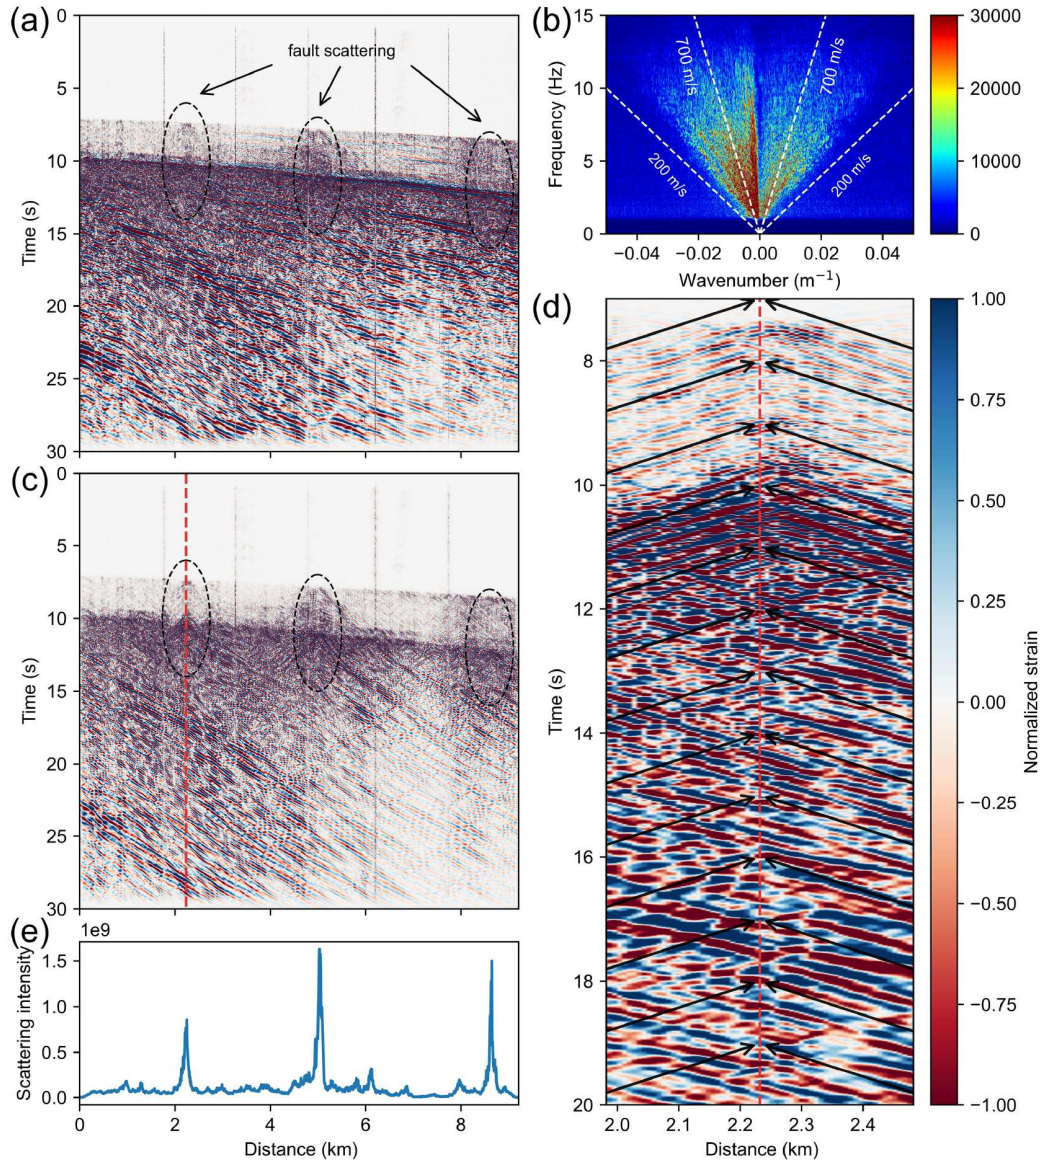 (a)
0
5
10
15
20
25
30
Time (s)
fault scattering
(b)
15
10
5
0
Frequency (Hz)
700 m/s
700 m/s
200 m/s
200 m/s
−0.04
−0.02
0.00
0.02
0.04
Wavenumber (m⁻¹)
30000
20000
10000
0
(c)
0
5
10
15
20
25
30
Time (s)
(d)
8
10
12
14
16
18
20
Time (s)
2.0
2.1
2.2
2.3
2.4
Distance (km)
1.00
0.75
0.50
0.25
0.00
−0.25
−0.50
−0.75
−1.00
Normalized strain
(e)
1e9
1.5
1.0
0.5
0.0
Scattering intensity
0
2
4
6
8
Distance (km)